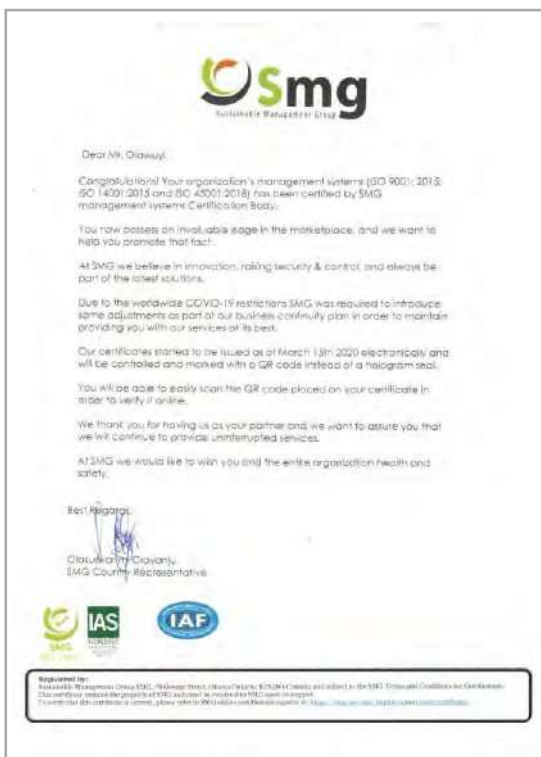 Smg
Sustainable Management Group
Dear Mr. Olawuyi
Congratulations! Your organization's management systems (ISO 9001: 2015;
ISO 14001:2015 and ISO 45001:2018) has been certified by SMG
management systems Certification Body.
You now possess an invaluable edge in the marketplace, and we want to
help you promote that fact.
At SMG we believe in innovation, raising security & control, and always be
part of the latest solutions.
Due to the worldwide COVID-19 restrictions SMG was required to introduce
some adjustments as part of our business continuity plan in order to maintain
providing you with our services at its best.
Our certificates started to be issued as of March 15th 2020 electronically and
will be controlled and marked with a QR code instead of a hologram seal.
You will be able to easily scan the QR code placed on your certificate in
order to verify it online.
We thank you for having us as your partner and we want to assure you that
we will continue to provide uninterrupted services.
At SMG we would like to wish you and the entire organization health and
safety.
Best Regards
SMG Country Representative
SMG
IAS
IAF
Registered by: